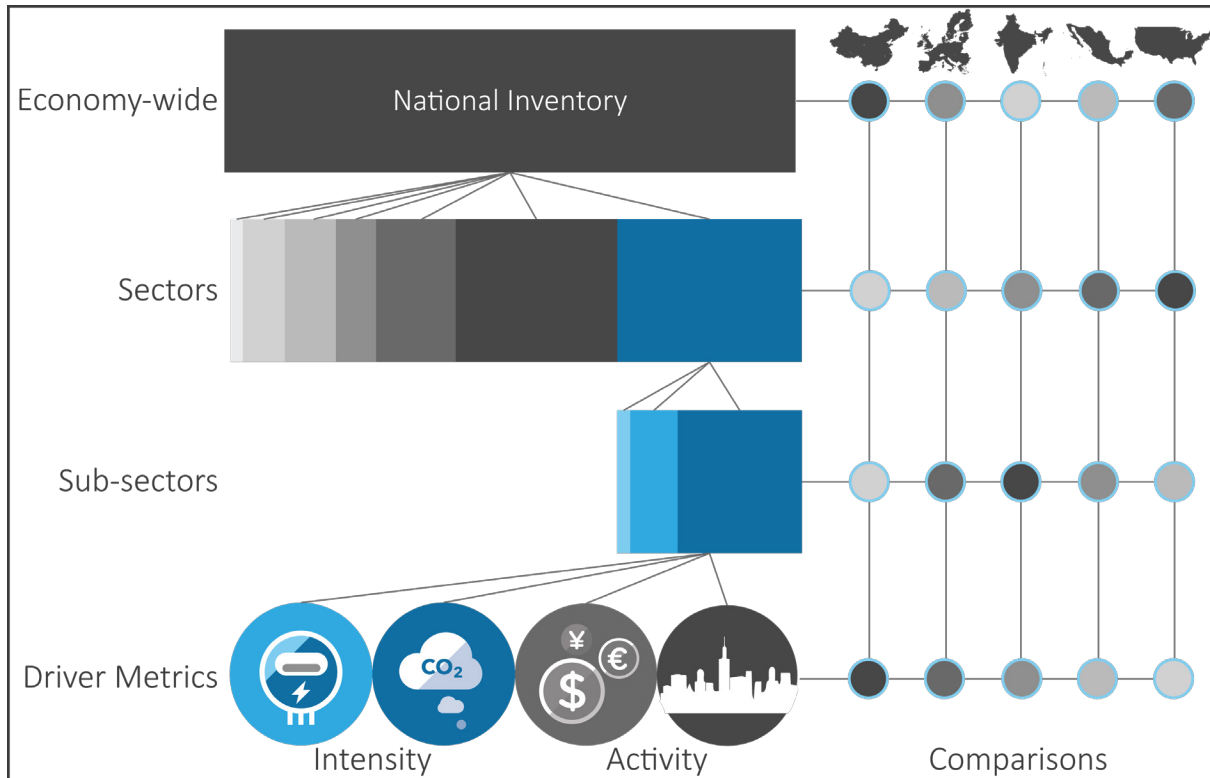 Economy-wide
National Inventory
Sectors
Sub-sectors
Driver Metrics
CO₂
¥
€
$
Intensity
Activity
Comparisons